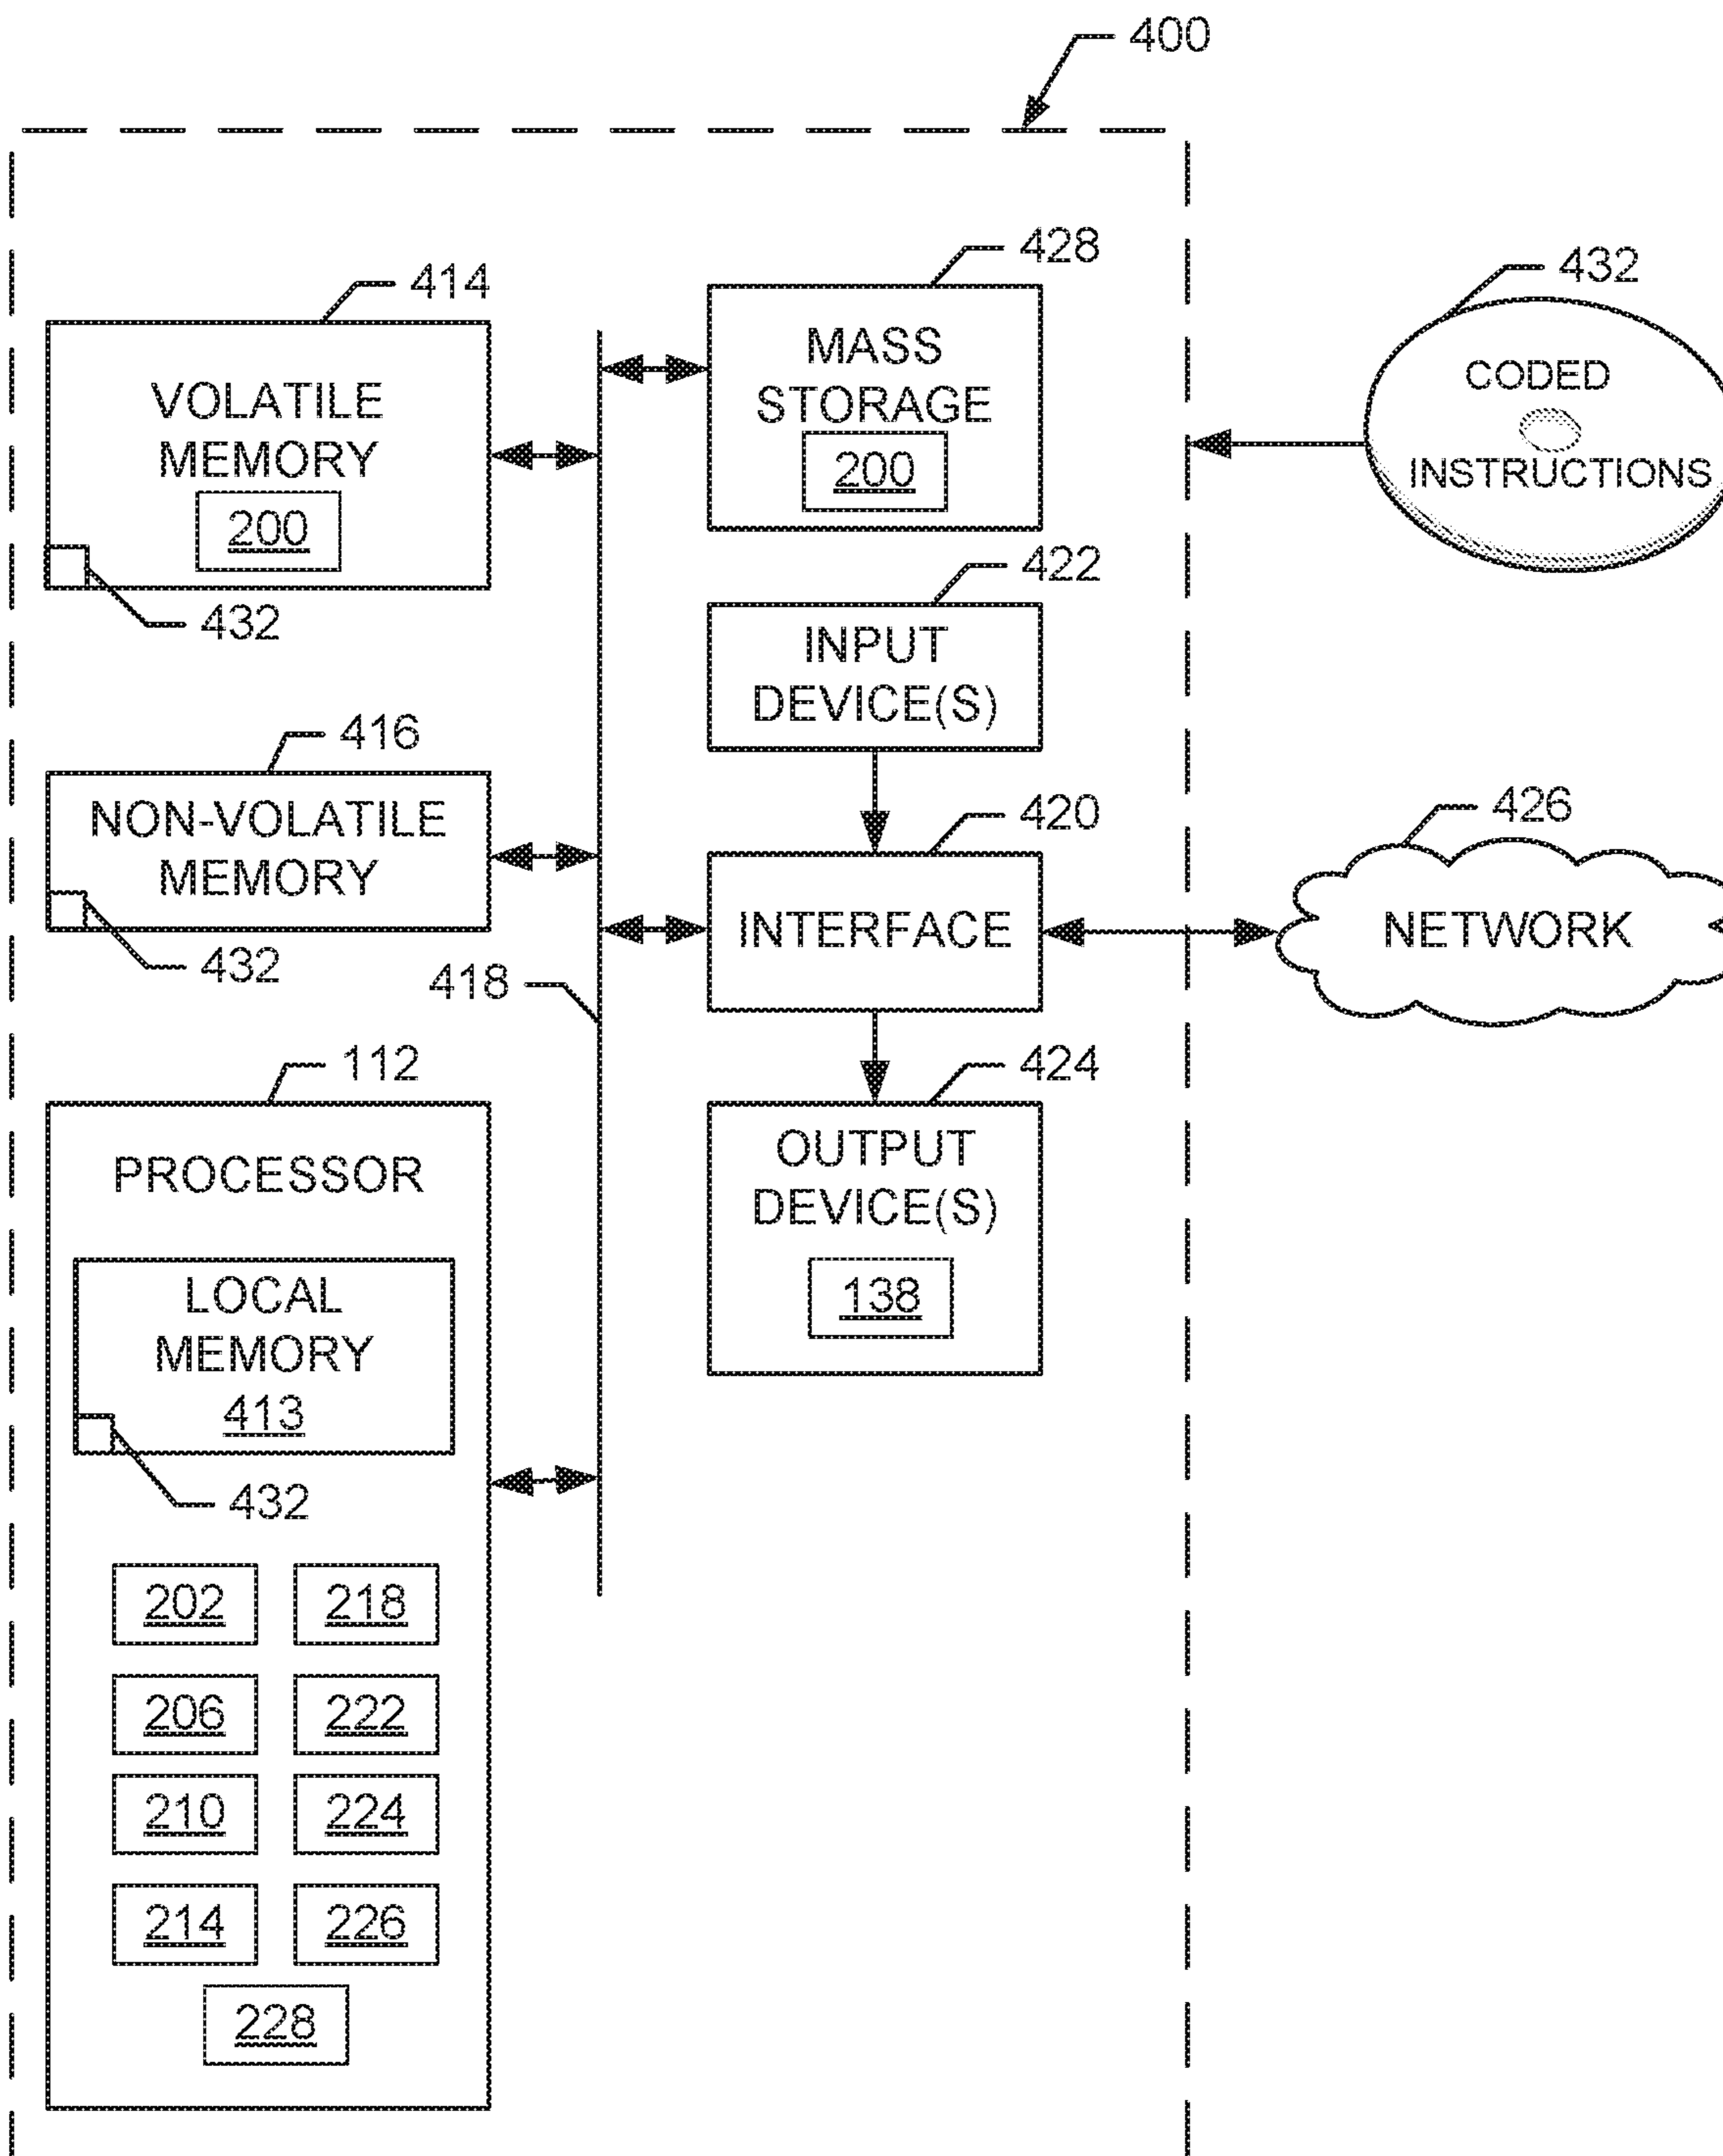 400
414
VOLATILE
MEMORY
200
432
416
NON-VOLATILE
MEMORY
432
418
112
PROCESSOR
LOCAL
MEMORY
413
432
202
218
206
222
210
224
214
226
228
428
MASS
STORAGE
200
422
INPUT
DEVICE(S)
420
INTERFACE
424
OUTPUT
DEVICE(S)
138
432
CODED
INSTRUCTIONS
426
NETWORK